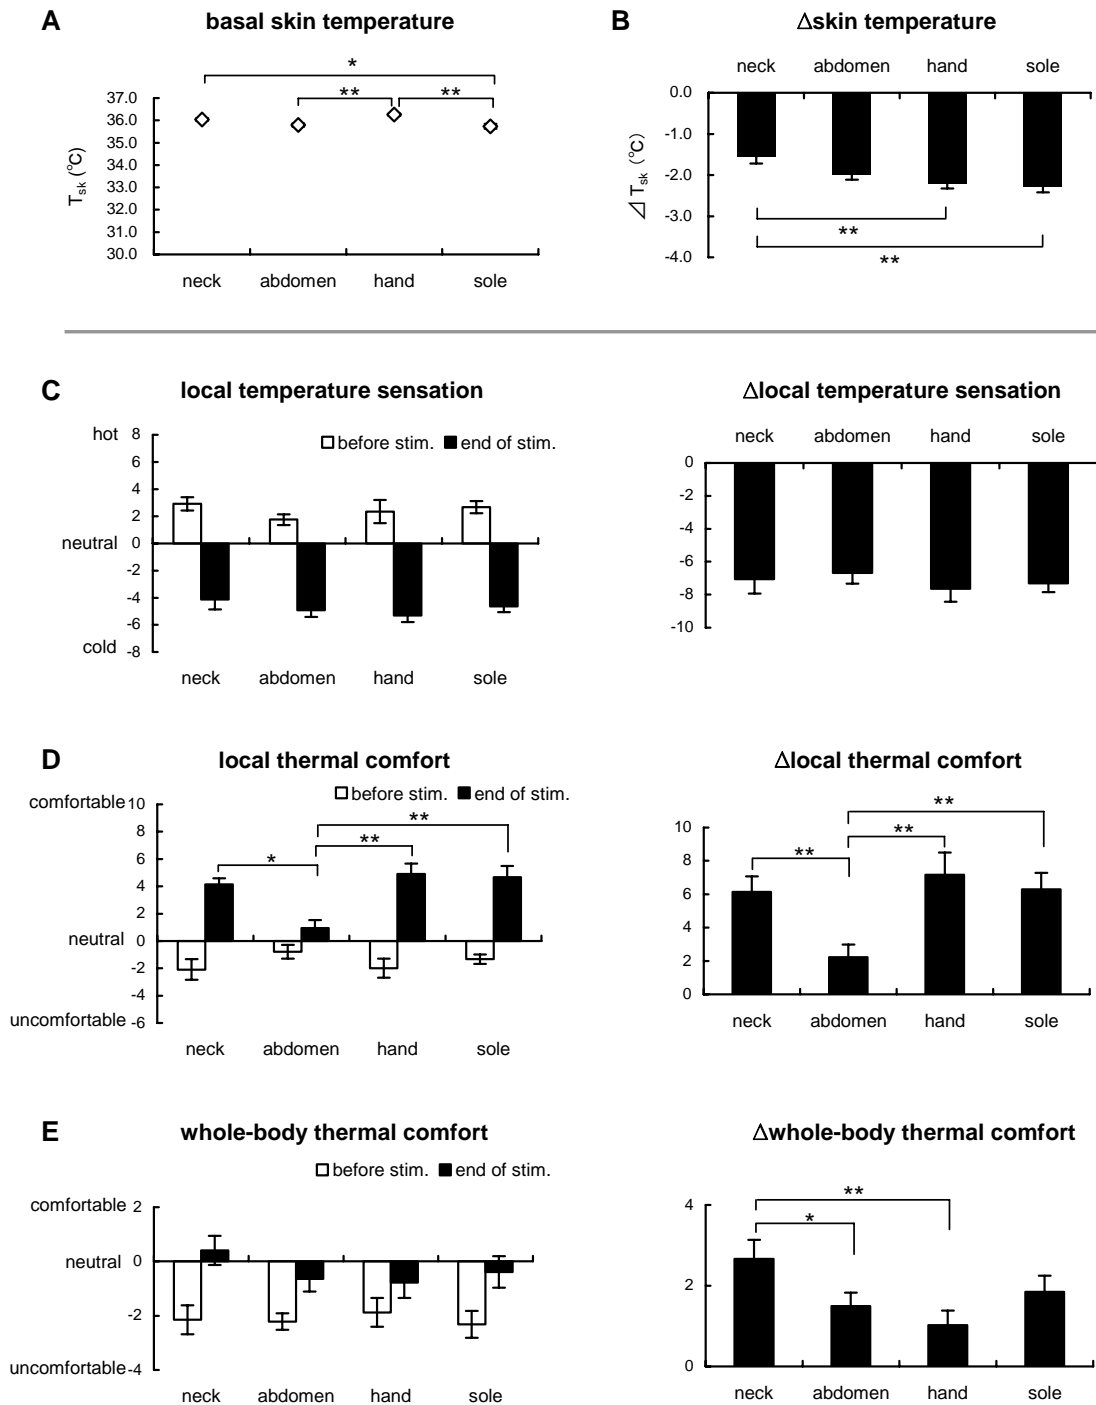 A basal skin temperature
*
** **
37.0
36.0
35.0
34.0
33.0
32.0
31.0
30.0
Tsk (°C)
neck abdomen hand sole
B Δskin temperature
neck abdomen hand sole
0.0
-1.0
-2.0
-3.0
-4.0
⊿ Tsk (°C)
**
**
C local temperature sensation
hot
neutral
cold
8
6
4
2
0
-2
-4
-6
-8
before stim. end of stim.
neck abdomen hand sole
Δlocal temperature sensation
neck abdomen hand sole
0
-2
-4
-6
-8
-10
D local thermal comfort
comfortable
neutral
uncomfortable
10
8
6
4
2
0
-2
-4
-6
before stim. end of stim.
**
**
*
neck abdomen hand sole
Δlocal thermal comfort
10
8
6
4
2
0
**
**
**
neck abdomen hand sole
E whole-body thermal comfort
before stim. end of stim.
comfortable
neutral
uncomfortable
2
0
-2
-4
neck abdomen hand sole
Δwhole-body thermal comfort
4
2
0
**
*
neck abdomen hand sole